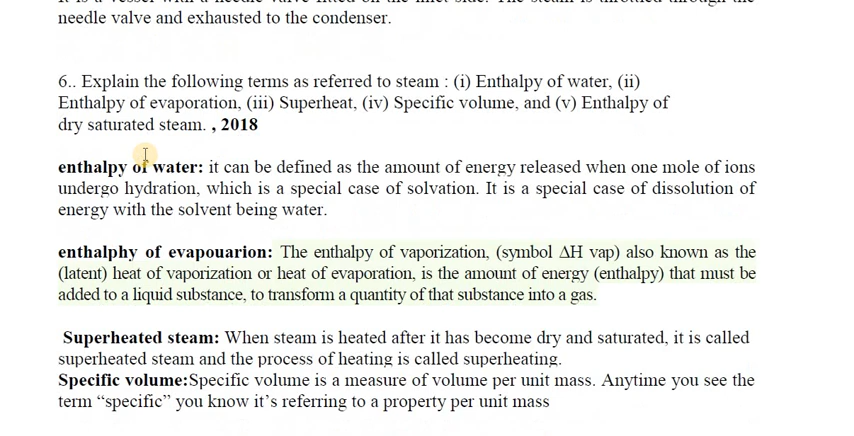 needle valve and exhausted to the condenser.
6.. Explain the following terms as referred to steam : (i) Enthalpy of water, (ii)
Enthalpy of evaporation, (iii) Superheat, (iv) Specific volume, and (v) Enthalpy of
dry saturated steam. , 2018
enthalpy of water: it can be defined as the amount of energy released when one mole of ions
undergo hydration, which is a special case of solvation. It is a special case of dissolution of
energy with the solvent being water.
enthalphy of evapouarion: The enthalpy of vaporization, (symbol ΔH vap) also known as the
(latent) heat of vaporization or heat of evaporation, is the amount of energy (enthalpy) that must be
added to a liquid substance, to transform a quantity of that substance into a gas.
Superheated steam: When steam is heated after it has become dry and saturated, it is called
superheated steam and the process of heating is called superheating.
Specific volume:Specific volume is a measure of volume per unit mass. Anytime you see the
term “specific” you know it’s referring to a property per unit mass